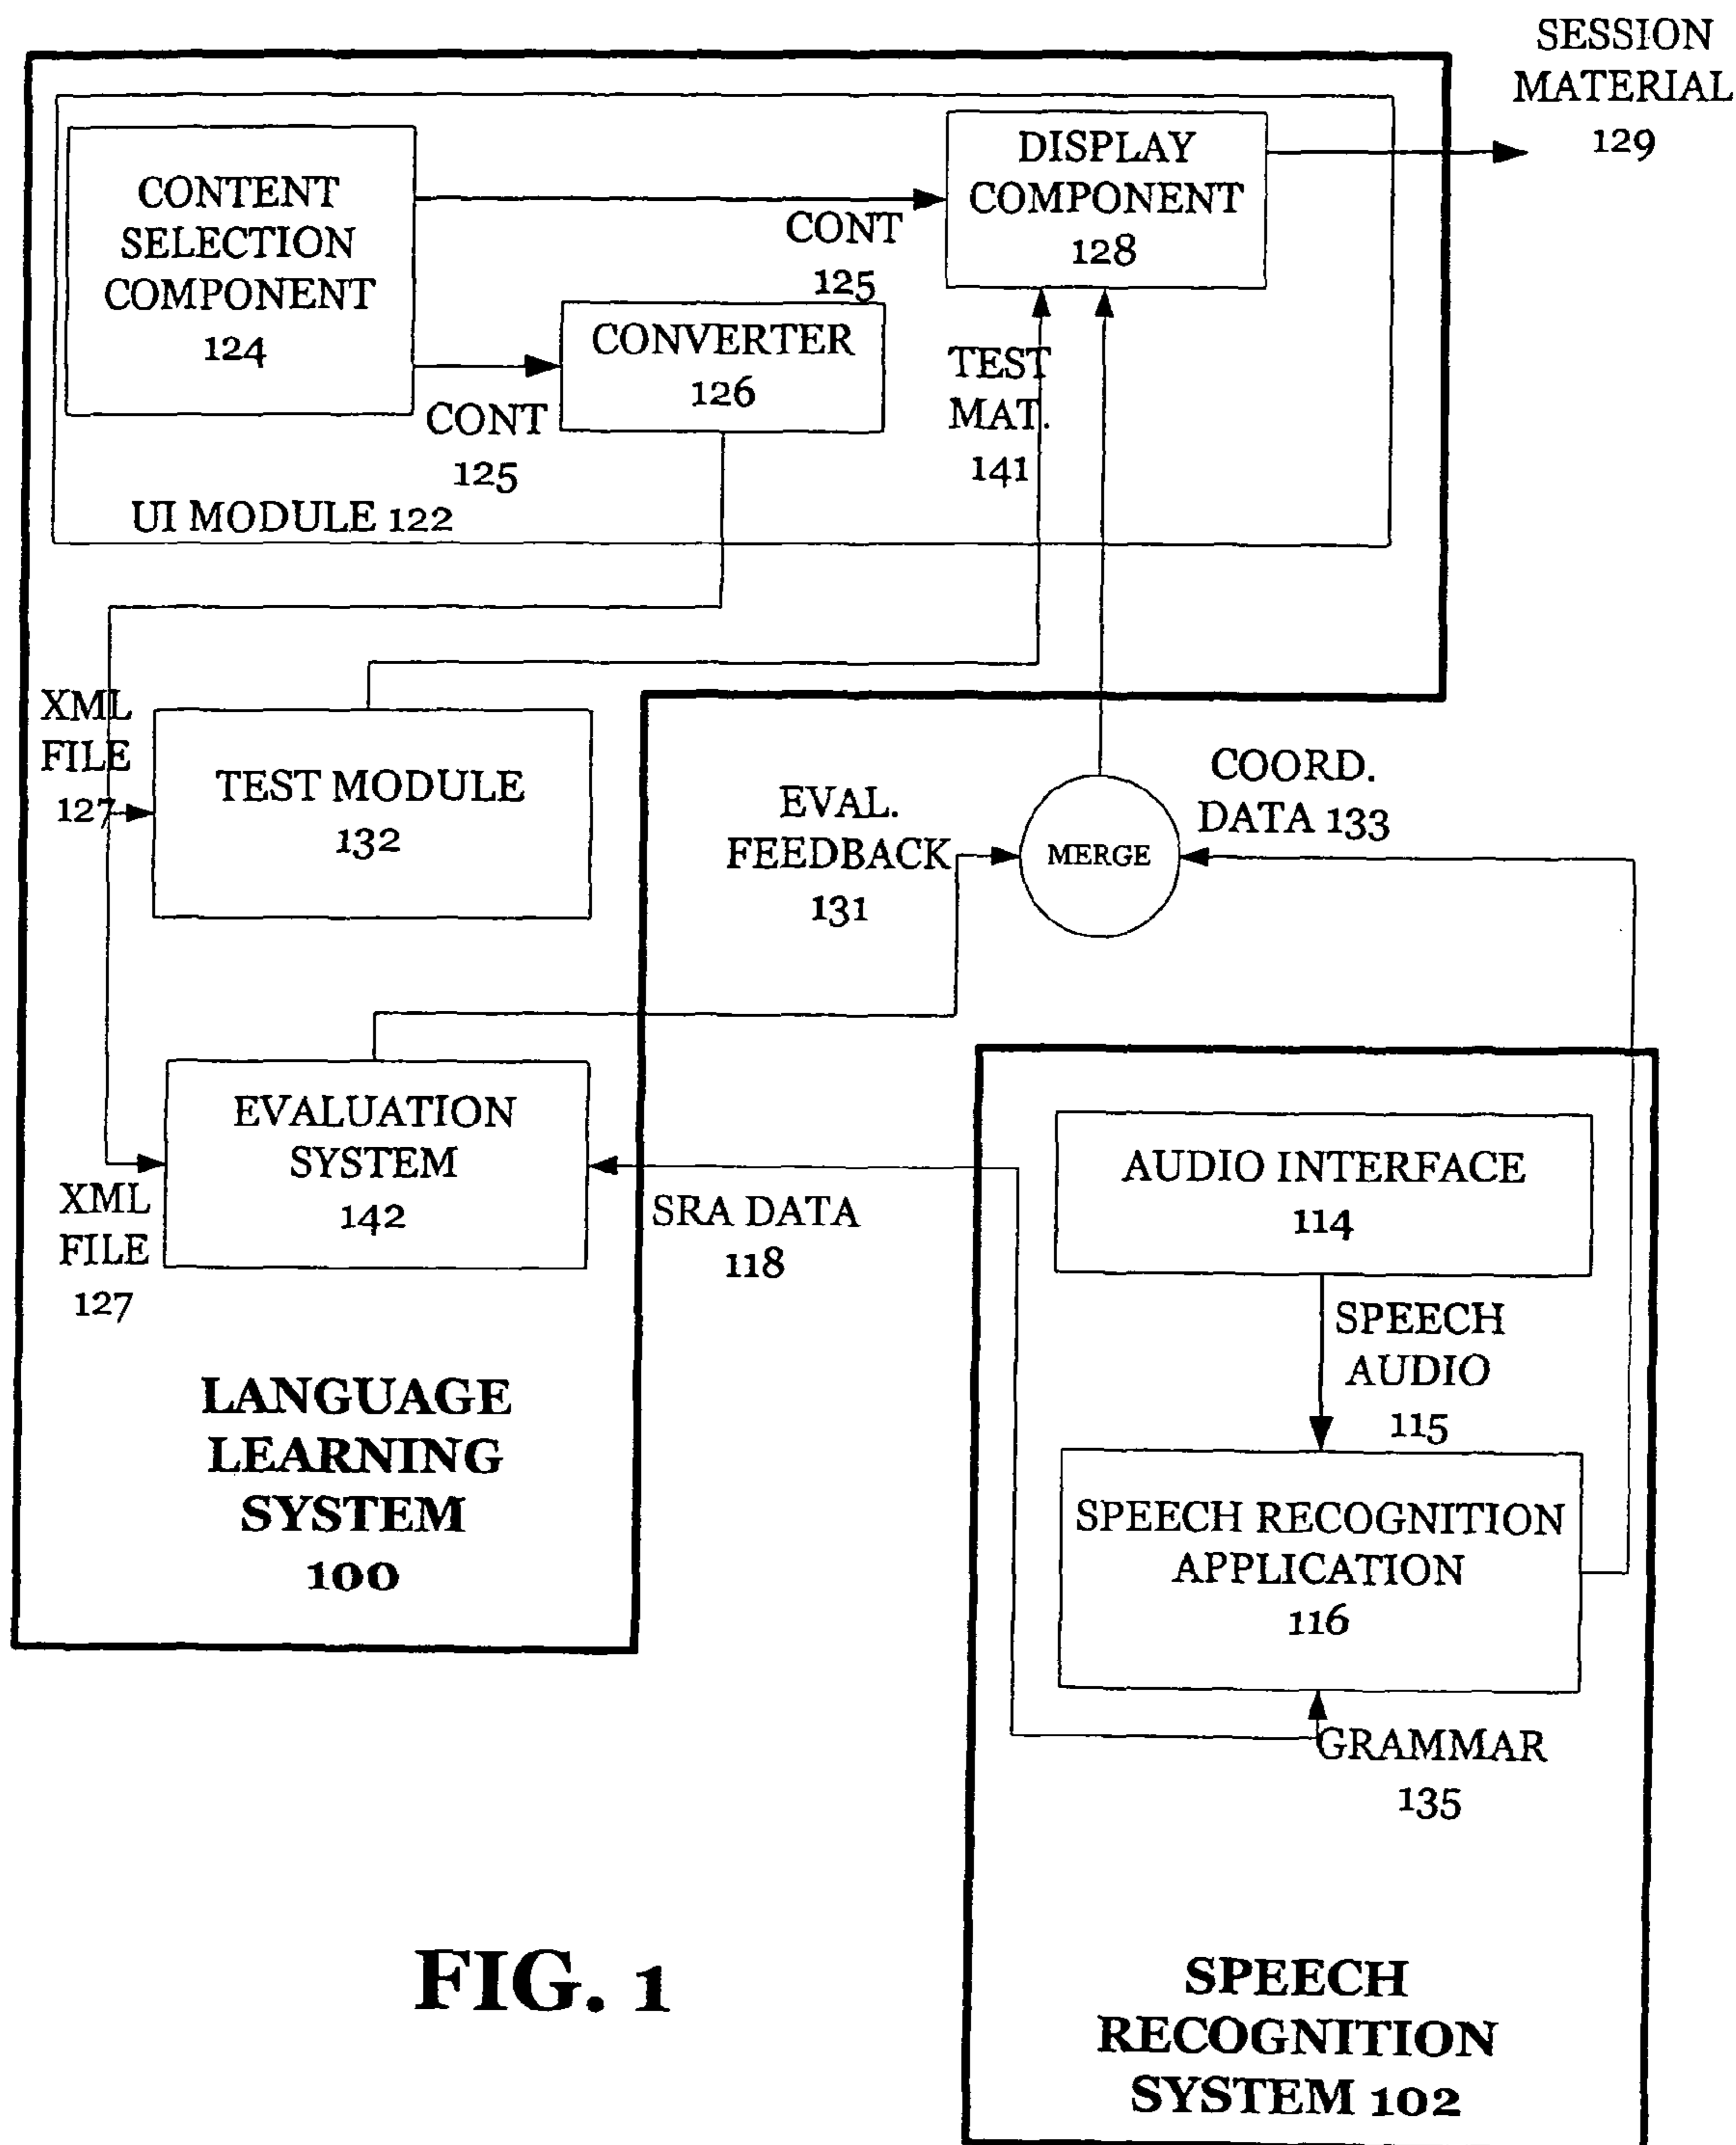 SESSION
MATERIAL
129
CONTENT
SELECTION
COMPONENT
124
DISPLAY
COMPONENT
128
CONT
125
CONVERTER
126
CONT
125
TEST
MAT.
141
UI MODULE 122
XML
FILE
127
TEST MODULE
132
EVAL.
FEEDBACK
131
MERGE
COORD.
DATA 133
EVALUATION
SYSTEM
142
XML
FILE
127
SRA DATA
118
AUDIO INTERFACE
114
SPEECH
AUDIO
115
SPEECH RECOGNITION
APPLICATION
116
GRAMMAR
135
LANGUAGE
LEARNING
SYSTEM
100
FIG. 1
SPEECH
RECOGNITION
SYSTEM 102